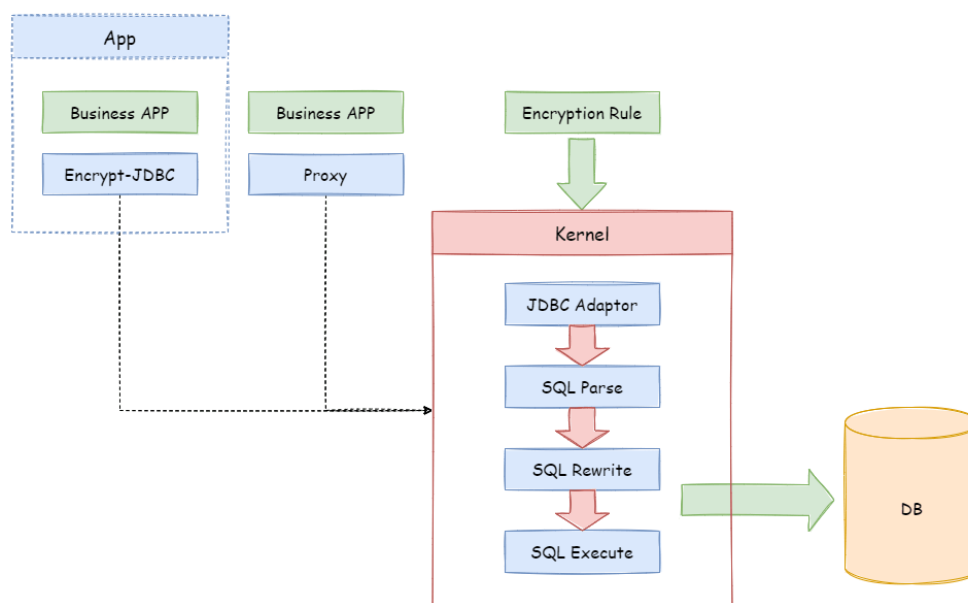 App
Business APP
Encrypt-JDBC
Business APP
Proxy
Encryption Rule
Kernel
JDBC Adaptor
SQL Parse
SQL Rewrite
SQL Execute
DB